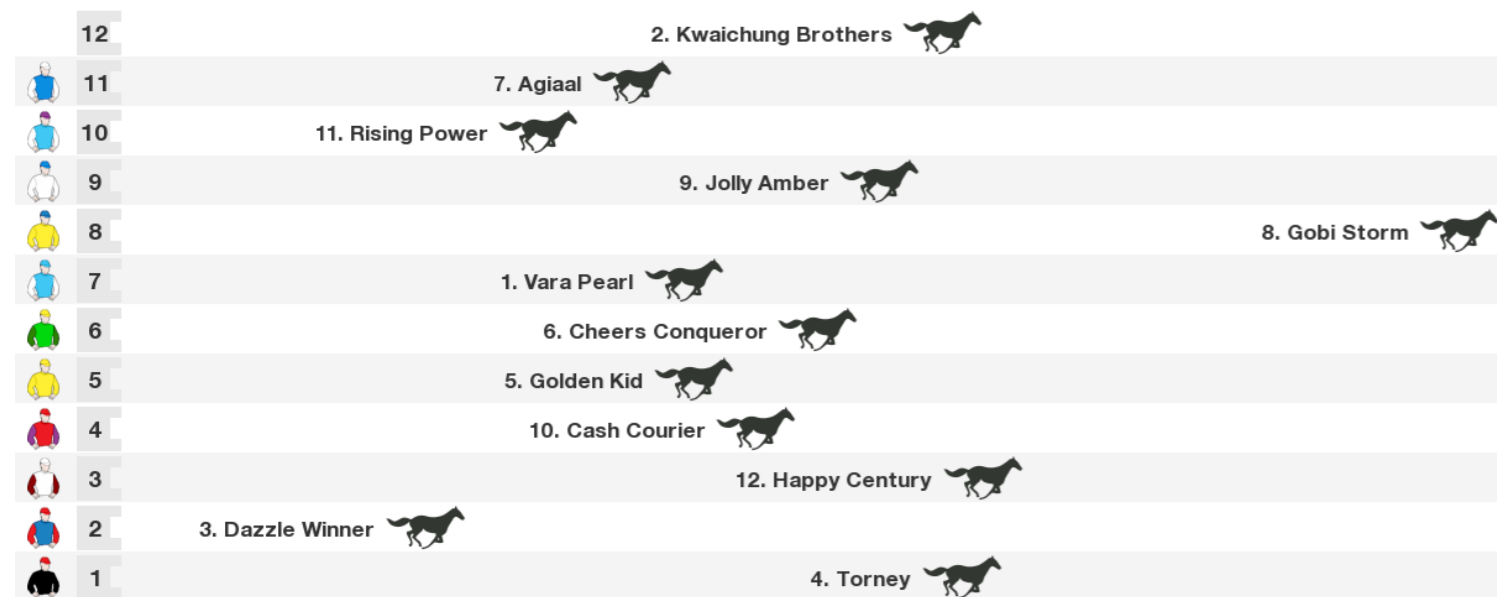 12 2. Kwaichung Brothers
11 7. Agiaal
10 11. Rising Power
9 9. Jolly Amber
8 8. Gobi Storm
7 1. Vara Pearl
6 6. Cheers Conqueror
5 5. Golden Kid
4 10. Cash Courier
3 12. Happy Century
2 3. Dazzle Winner
1 4. Torney